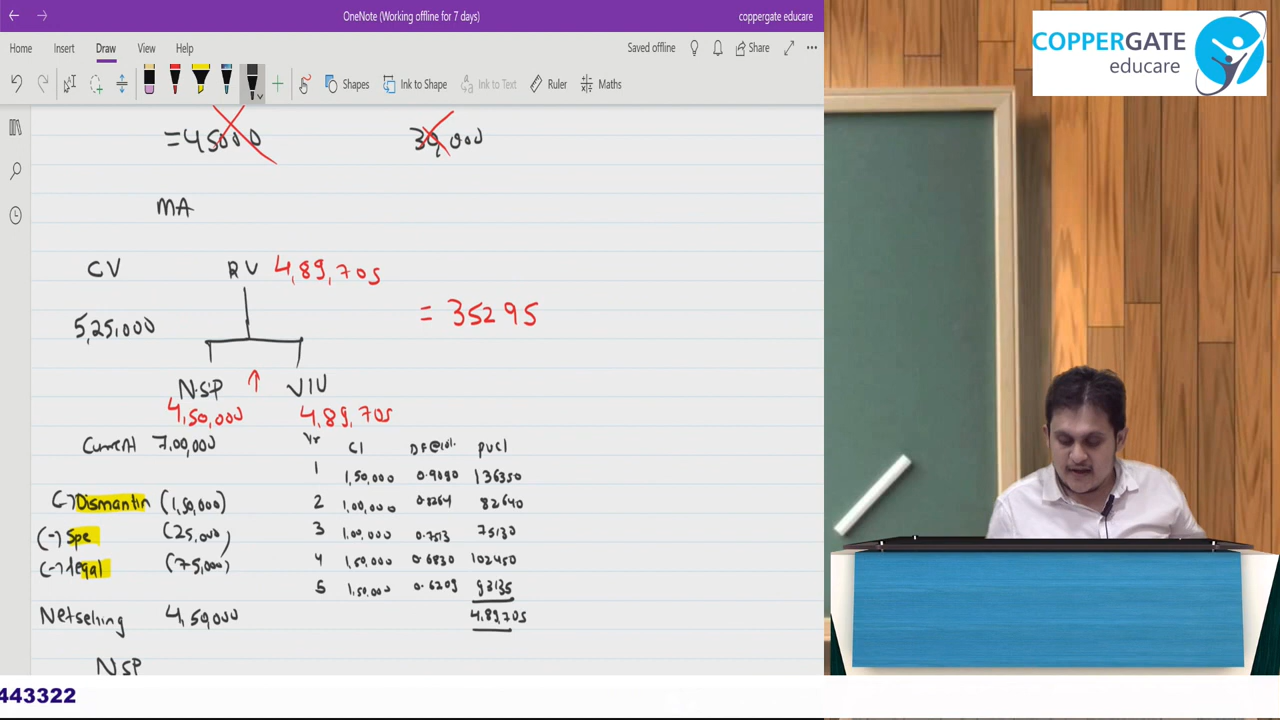 OneNote (Working offline for 7 days)
coppergate educare
Home Insert Draw View Help
Saved offline
Share
Shapes
Ink to Shape
Ink to Text
Ruler
Maths
COPPERGATE
educare
=45000
39,000
MA
CV RV 4,89,705
5,25,000
= 35295
NSP ↑ VIU
4,50,000 4,89,705
Current 7,00,000
Yr CI DF@10%. PVCI
1 1,50,000 0.9090 136350
(-) Dismantin (1,50,000)
2 1,00,000 0.8264 82640
(-) Spe (25,000)
3 1,00,000 0.7513 75130
(-) legal (75,000)
4 1,50,000 0.6830 102450
5 1,50,000 0.6209 93135
Netselling 4,50,000
4,89,705
NSP
443322